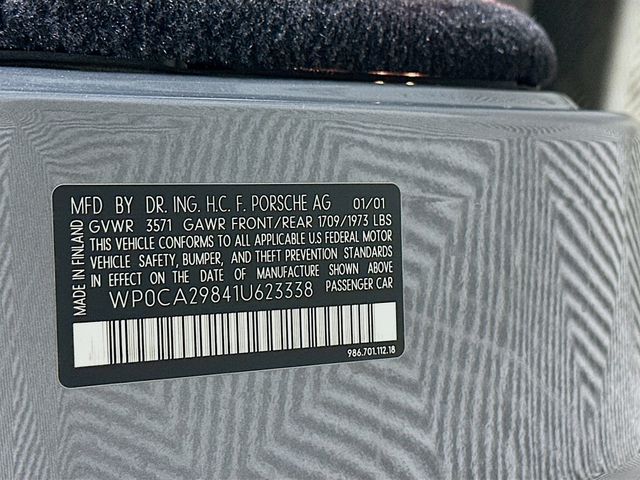 MFD BY DR. ING. H.C. F. PORSCHE AG 01/01
GVWR 3571 GAWR FRONT/REAR 1709/1973 LBS
THIS VEHICLE CONFORMS TO ALL APPLICABLE U.S FEDERAL MOTOR
VEHICLE SAFETY, BUMPER, AND THEFT PREVENTION STANDARDS
IN EFFECT ON THE DATE OF MANUFACTURE SHOWN ABOVE
WP0CA29841U623338 PASSENGER CAR
MADE IN FINLAND
986.701.112.18